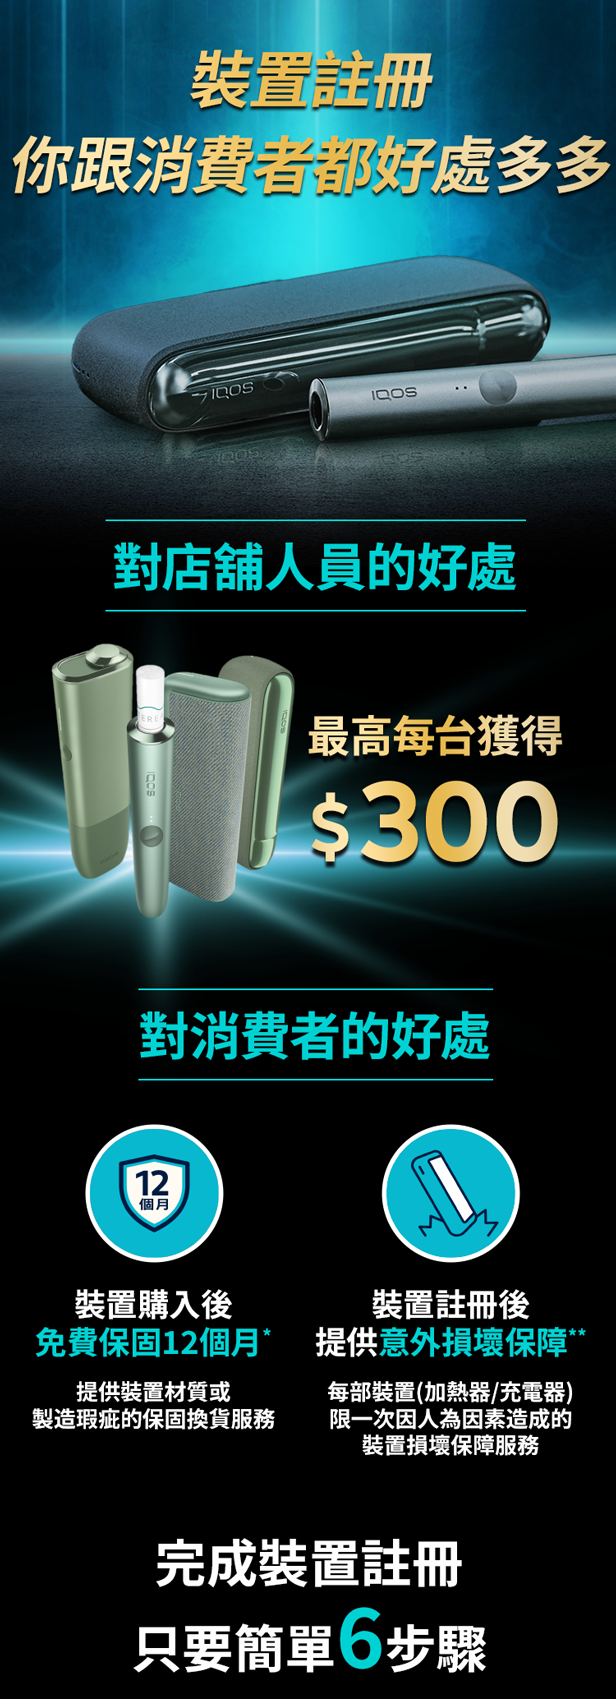 裝置註冊
你跟消費者都好處多多
IQOS
IQOS
對店舖人員的好處
IQOS
IQOS
最高每台獲得
$300
對消費者的好處
12
個月
裝置購入後
免費保固12個月*
提供裝置材質或
製造瑕疵的保固換貨服務
裝置註冊後
提供意外損壞保障**
每部裝置(加熱器/充電器)
限一次因人為因素造成的
裝置損壞保障服務
完成裝置註冊
只要簡單6步驟